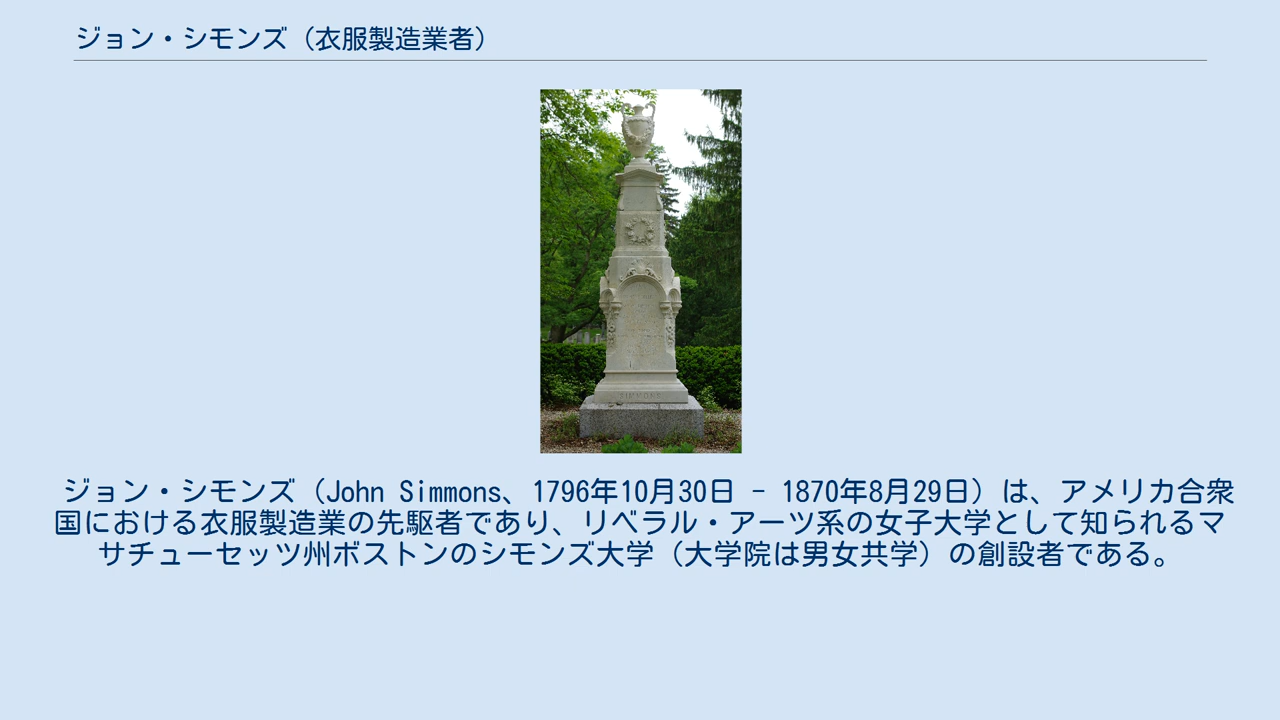 ジョン・シモンズ（衣服製造業者）
SIMMONS
ジョン・シモンズ（John Simmons、1796年10月30日 - 1870年8月29日）は、アメリカ合衆
国における衣服製造業の先駆者であり、リベラル・アーツ系の女子大学として知られるマ
サチューセッツ州ボストンのシモンズ大学（大学院は男女共学）の創設者である。